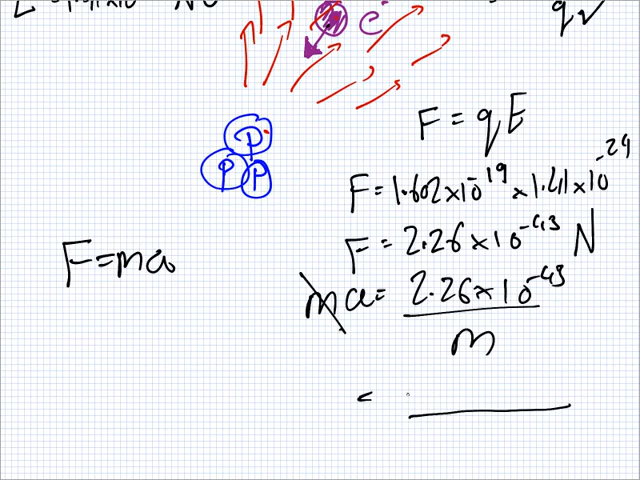 e⁻
qV
P
P P
F = qE
F = 1.602×10⁻¹⁹ × 1.41×10⁻²⁴
F = 2.26×10⁻⁴³ N
F=ma
ma = 2.26×10⁻⁴³
m
=